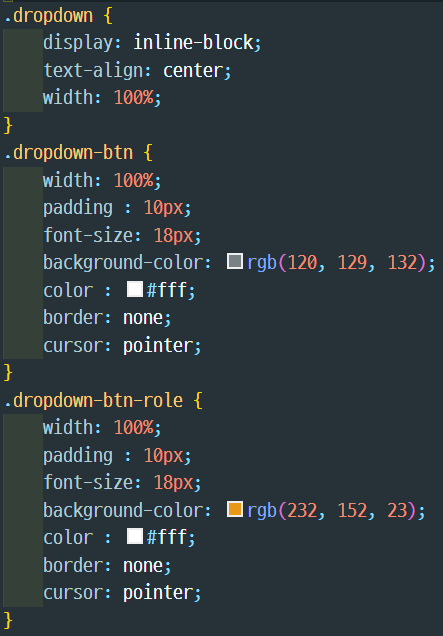 .dropdown {
    display: inline-block;
    text-align: center;
    width: 100%;
}
.dropdown-btn {
    width: 100%;
    padding : 10px;
    font-size: 18px;
    background-color: rgb(120, 129, 132);
    color : #fff;
    border: none;
    cursor: pointer;
}
.dropdown-btn-role {
    width: 100%;
    padding : 10px;
    font-size: 18px;
    background-color: rgb(232, 152, 23);
    color : #fff;
    border: none;
    cursor: pointer;
}